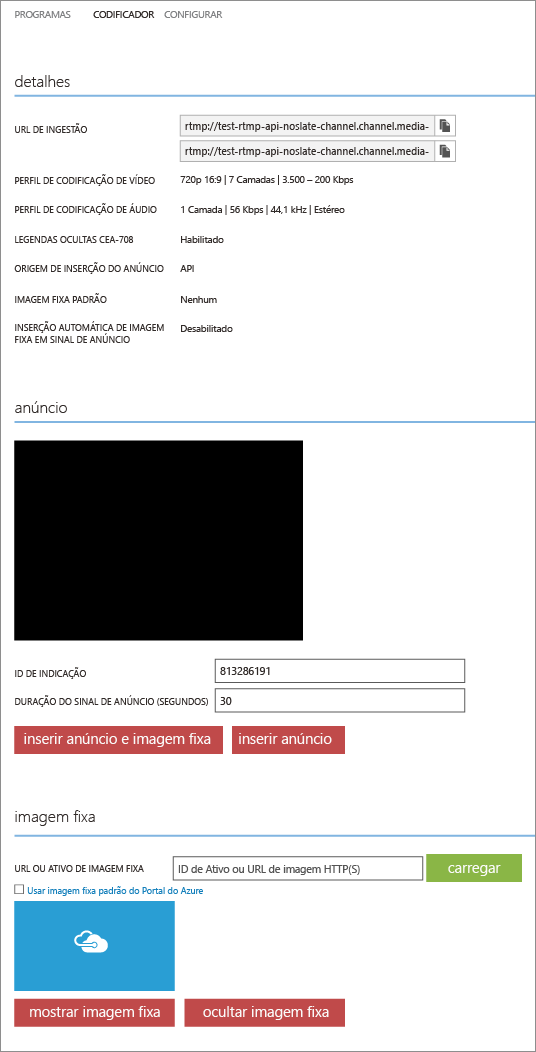 PROGRAMAS CODIFICADOR CONFIGURAR
detalhes
URL DE INGESTÃO rtmp://test-rtmp-api-noslate-channel.channel.media-
rtmp://test-rtmp-api-noslate-channel.channel.media-
PERFIL DE CODIFICAÇÃO DE VÍDEO 720p 16:9 | 7 Camadas | 3.500 – 200 Kbps
PERFIL DE CODIFICAÇÃO DE ÁUDIO 1 Camada | 56 Kbps | 44,1 kHz | Estéreo
LEGENDAS OCULTAS CEA-708 Habilitado
ORIGEM DE INSERÇÃO DO ANÚNCIO API
IMAGEM FIXA PADRÃO Nenhum
INSERÇÃO AUTOMÁTICA DE IMAGEM Desabilitado
FIXA EM SINAL DE ANÚNCIO
anúncio
ID DE INDICAÇÃO 813286191
DURAÇÃO DO SINAL DE ANÚNCIO (SEGUNDOS) 30
inserir anúncio e imagem fixa inserir anúncio
imagem fixa
URL OU ATIVO DE IMAGEM FIXA ID de Ativo ou URL de imagem HTTP(S) carregar
Usar imagem fixa padrão do Portal do Azure
mostrar imagem fixa ocultar imagem fixa